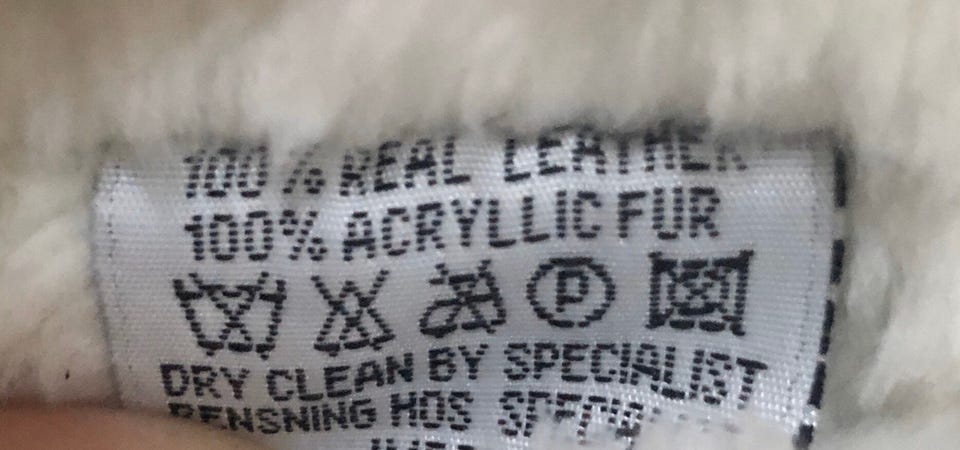 100% REAL LEATHER
100% ACRYLLIC FUR
P
DRY CLEAN BY SPECIALIST
RENSNING HOS